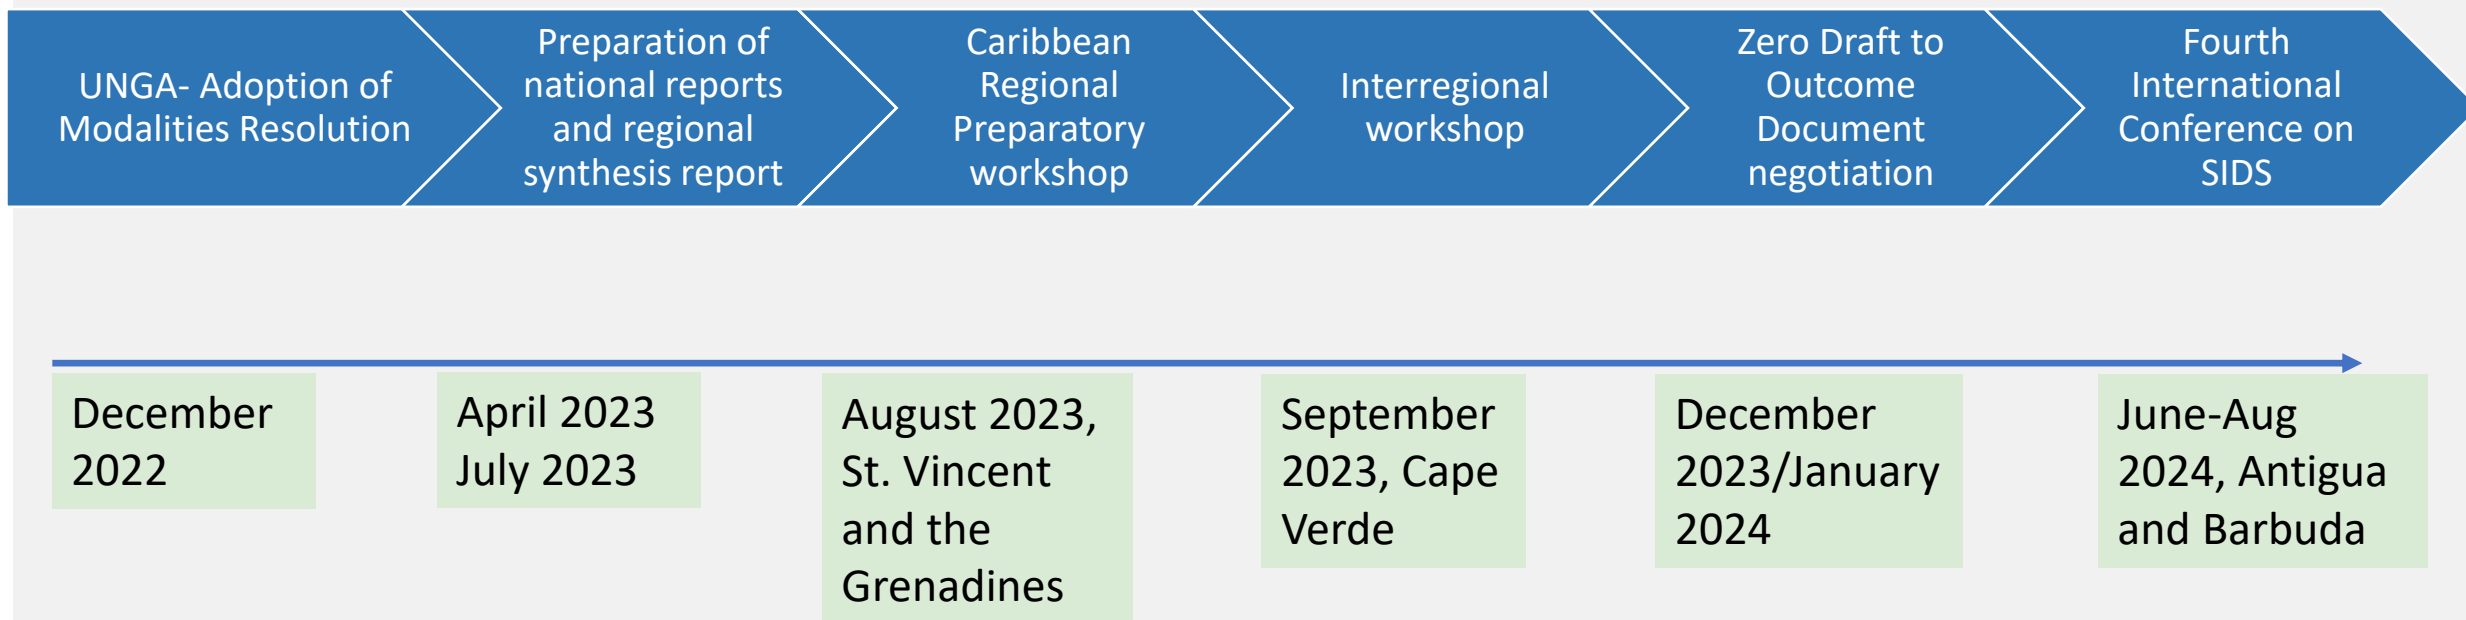 UNGA- Adoption of
Modalities Resolution
Preparation of
national reports
and regional
synthesis report
Caribbean
Regional
Preparatory
workshop
Interregional
workshop
Zero Draft to
Outcome
Document
negotiation
Fourth
International
Conference on
SIDS
December
2022
April 2023
July 2023
August 2023,
St. Vincent
and the
Grenadines
September
2023, Cape
Verde
December
2023/January
2024
June-Aug
2024, Antigua
and Barbuda